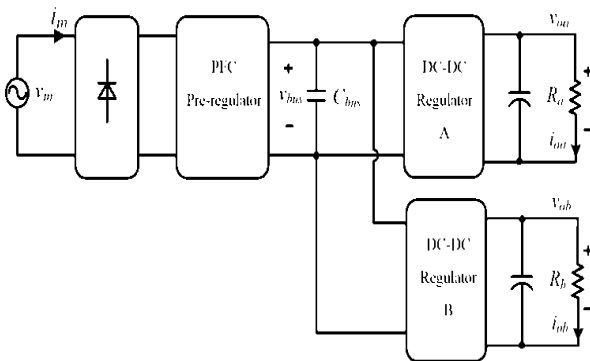 i_in
v_in
PFC
Pre-regulator
+
v_bus
-
C_bus
DC-DC
Regulator
A
v_oa
+
R_a
-
i_oa
DC-DC
Regulator
B
v_ob
+
R_b
-
i_ob